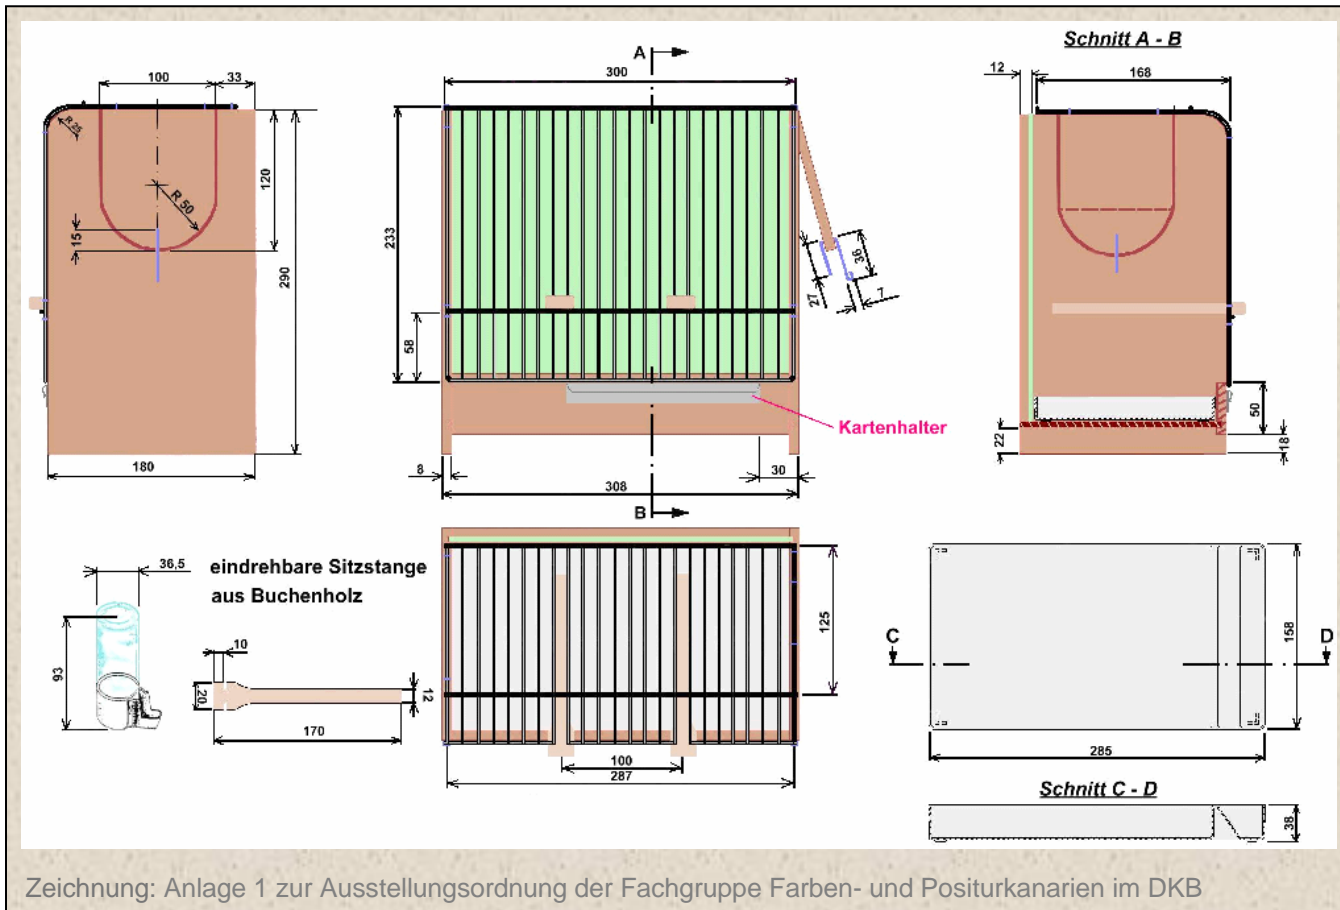 Schnitt A - B
A
100
33
300
12
168
R 25
R 50
120
15
290
233
58
36
27
7
Kartenhalter
50
22
18
180
8
30
308
B
36,5
eindrehbare Sitzstange
aus Buchenholz
93
10
20
12
170
125
100
287
C
D
158
285
Schnitt C - D
38
Zeichnung: Anlage 1 zur Ausstellungsordnung der Fachgruppe Farben- und Positurkanarien im DKB